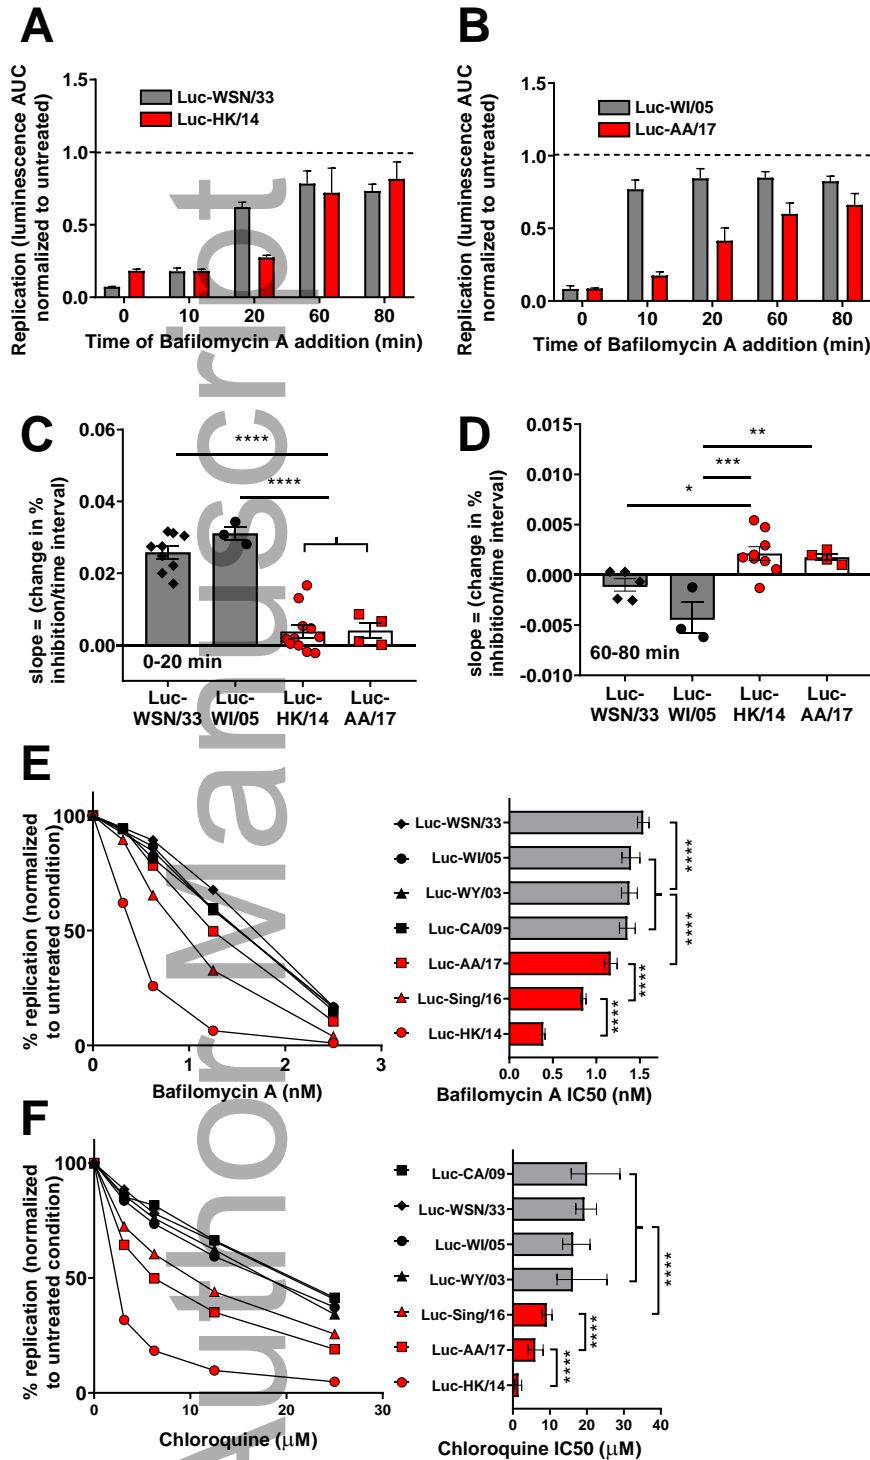 A
Replication (luminescence AUC
normalized to untreated)
1.5
1.0
0.5
0.0
Luc-WSN/33
Luc-HK/14
0
10
20
60
80
Time of Bafilomycin A addition (min)
B
Replication (luminescence AUC
normalized to untreated)
1.5
1.0
0.5
0.0
Luc-WI/05
Luc-AA/17
0
10
20
60
80
Time of Bafilomycin A addition (min)
C
slope = (change in %
inhibition/time interval)
0.06
0.04
0.02
0.00
****
****
0-20 min
Luc-
WSN/33
Luc-
WI/05
Luc-
HK/14
Luc-
AA/17
D
slope = (change in %
inhibition/time interval)
0.015
0.010
0.005
0.000
-0.005
-0.010
**
***
*
60-80 min
Luc-
WSN/33
Luc-
WI/05
Luc-
HK/14
Luc-
AA/17
E
% replication (normalized
to untreated condition)
100
50
0
0
1
2
3
Bafilomycin A (nM)
Luc-WSN/33
Luc-WI/05
Luc-WY/03
Luc-CA/09
Luc-AA/17
Luc-Sing/16
Luc-HK/14
****
****
****
****
0.0
0.5
1.0
1.5
Bafilomycin A IC50 (nM)
F
% replication (normalized
to untreated condition)
100
50
0
0
10
20
30
Chloroquine (μM)
Luc-CA/09
Luc-WSN/33
Luc-WI/05
Luc-WY/03
Luc-Sing/16
Luc-AA/17
Luc-HK/14
****
****
****
0
10
20
30
40
Chloroquine IC50 (μM)
Author Manuscript